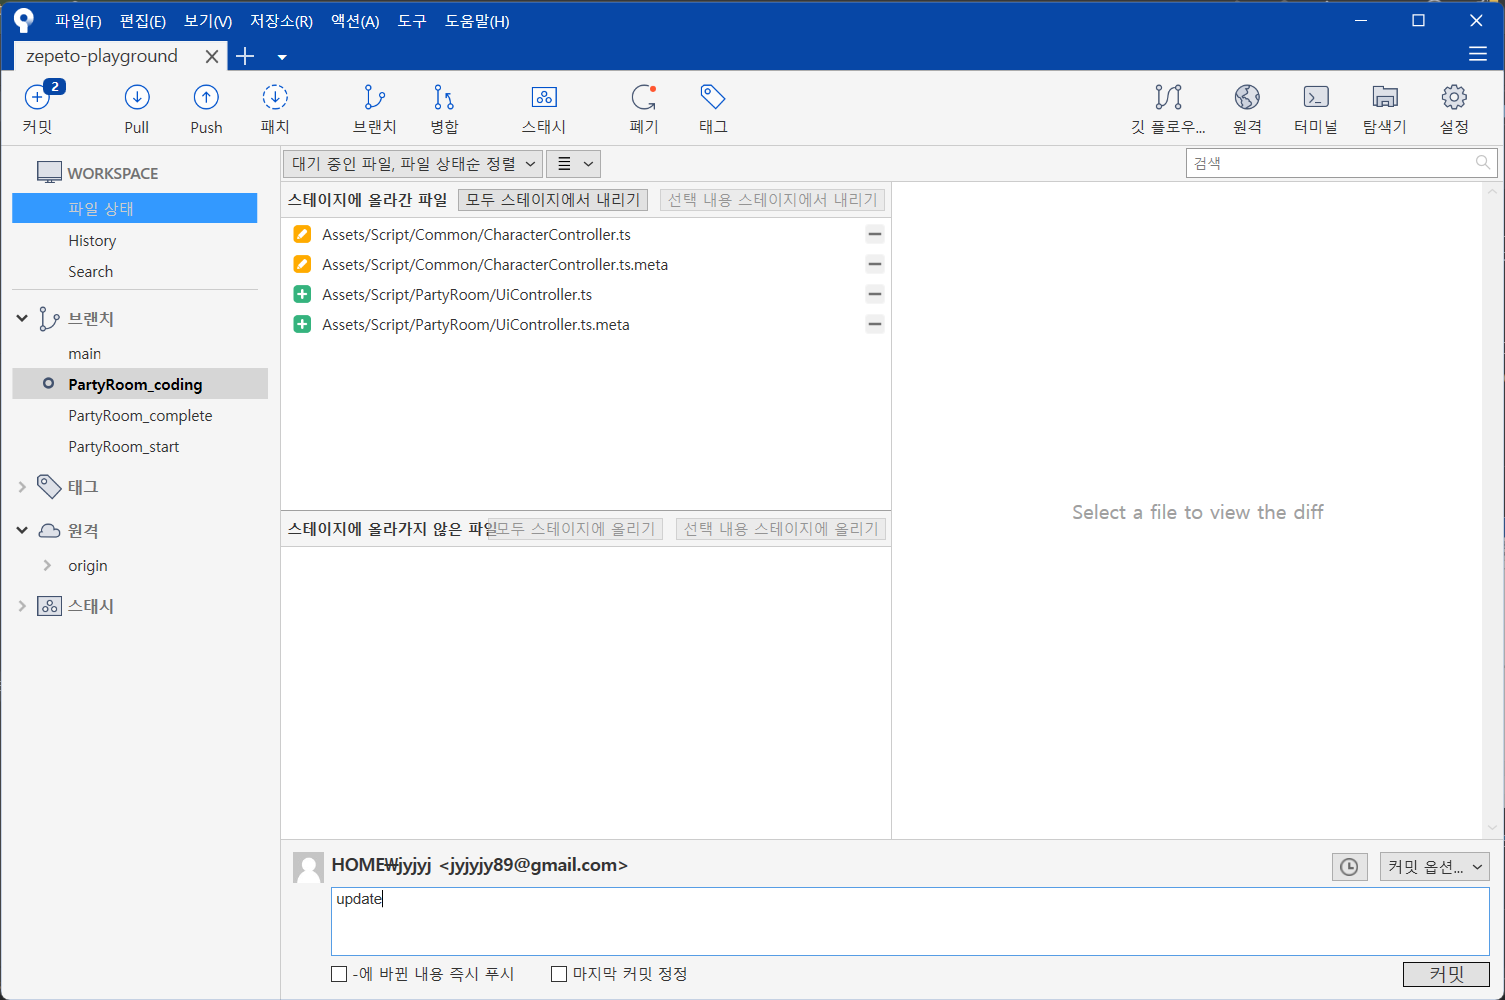 파일(F) 편집(E) 보기(V) 저장소(R) 액션(A) 도구 도움말(H)
zepeto-playground
2
커밋 Pull Push 패치 브랜치 병합 스태시 폐기 태그 깃 플로우... 원격 터미널 탐색기 설정
WORKSPACE
파일 상태
History
Search
브랜치
main
PartyRoom_coding
PartyRoom_complete
PartyRoom_start
태그
원격
origin
스태시
대기 중인 파일, 파일 상태순 정렬
검색
스테이지에 올라간 파일 모두 스테이지에서 내리기 선택 내용 스테이지에서 내리기
Assets/Script/Common/CharacterController.ts
Assets/Script/Common/CharacterController.ts.meta
Assets/Script/PartyRoom/UiController.ts
Assets/Script/PartyRoom/UiController.ts.meta
스테이지에 올라가지 않은 파일 모두 스테이지에 올리기 선택 내용 스테이지에 올리기
Select a file to view the diff
HOME₩jyjyj <jyjyjy89@gmail.com>
커밋 옵션...
update
-에 바뀐 내용 즉시 푸시 마지막 커밋 정정
커밋